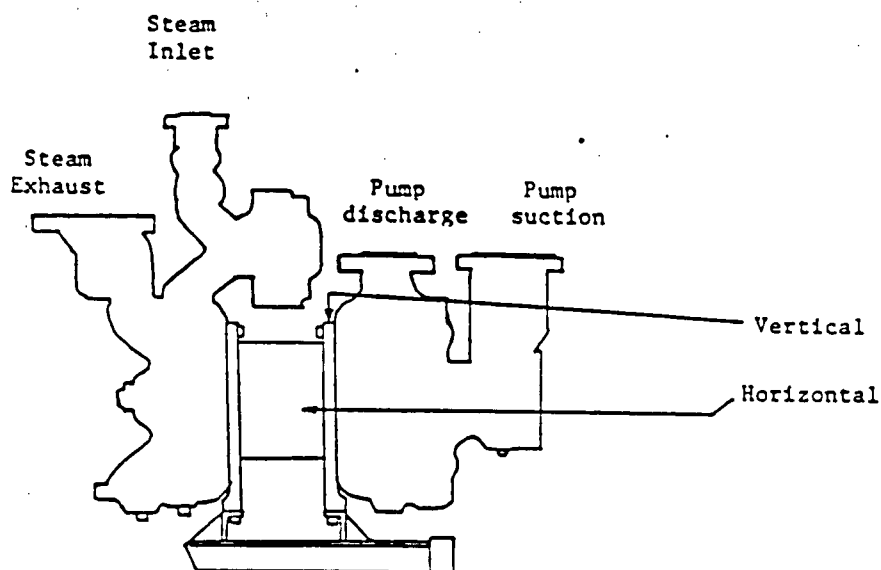 Steam
Inlet
Steam
Exhaust
Pump
discharge
Pump
suction
Vertical
Horizontal